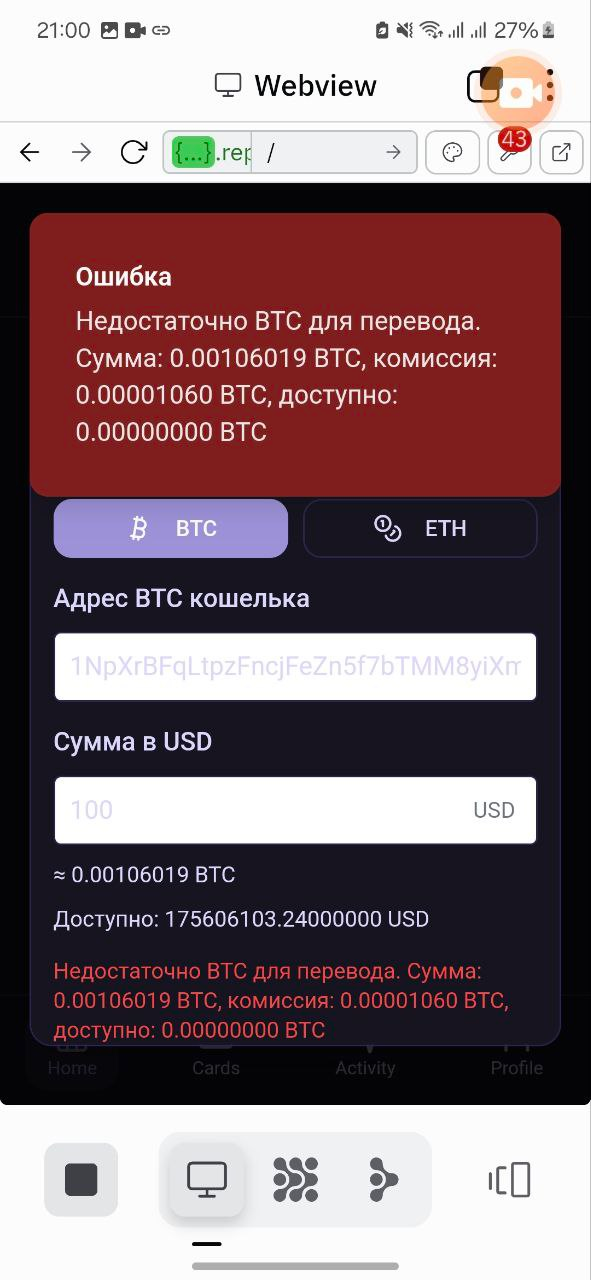 21:00 27%
Webview
{...}.rep / 43
Ошибка
Недостаточно BTC для перевода.
Сумма: 0.00106019 BTC, комиссия:
0.00001060 BTC, доступно:
0.00000000 BTC
BTC ETH
Адрес BTC кошелька
1NpXrBFqLtpzFncjFeZn5f7bTMM8yiXm
Сумма в USD
100 USD
≈ 0.00106019 BTC
Доступно: 175606103.24000000 USD
Недостаточно BTC для перевода. Сумма:
0.00106019 BTC, комиссия: 0.00001060 BTC,
доступно: 0.00000000 BTC
Home Cards Activity Profile